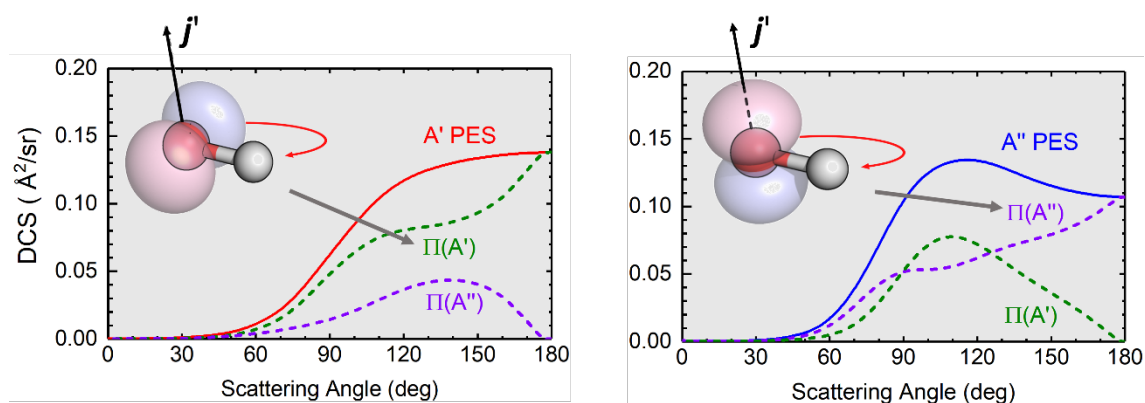 j'
0.20
0.15
0.10
0.05
0.00
DCS ( Å²/sr)
A' PES
Π(A')
Π(A'')
0 30 60 90 120 150 180
Scattering Angle (deg)
j'
0.20
0.15
0.10
0.05
0.00
A'' PES
Π(A'')
Π(A')
0 30 60 90 120 150 180
Scattering Angle (deg)